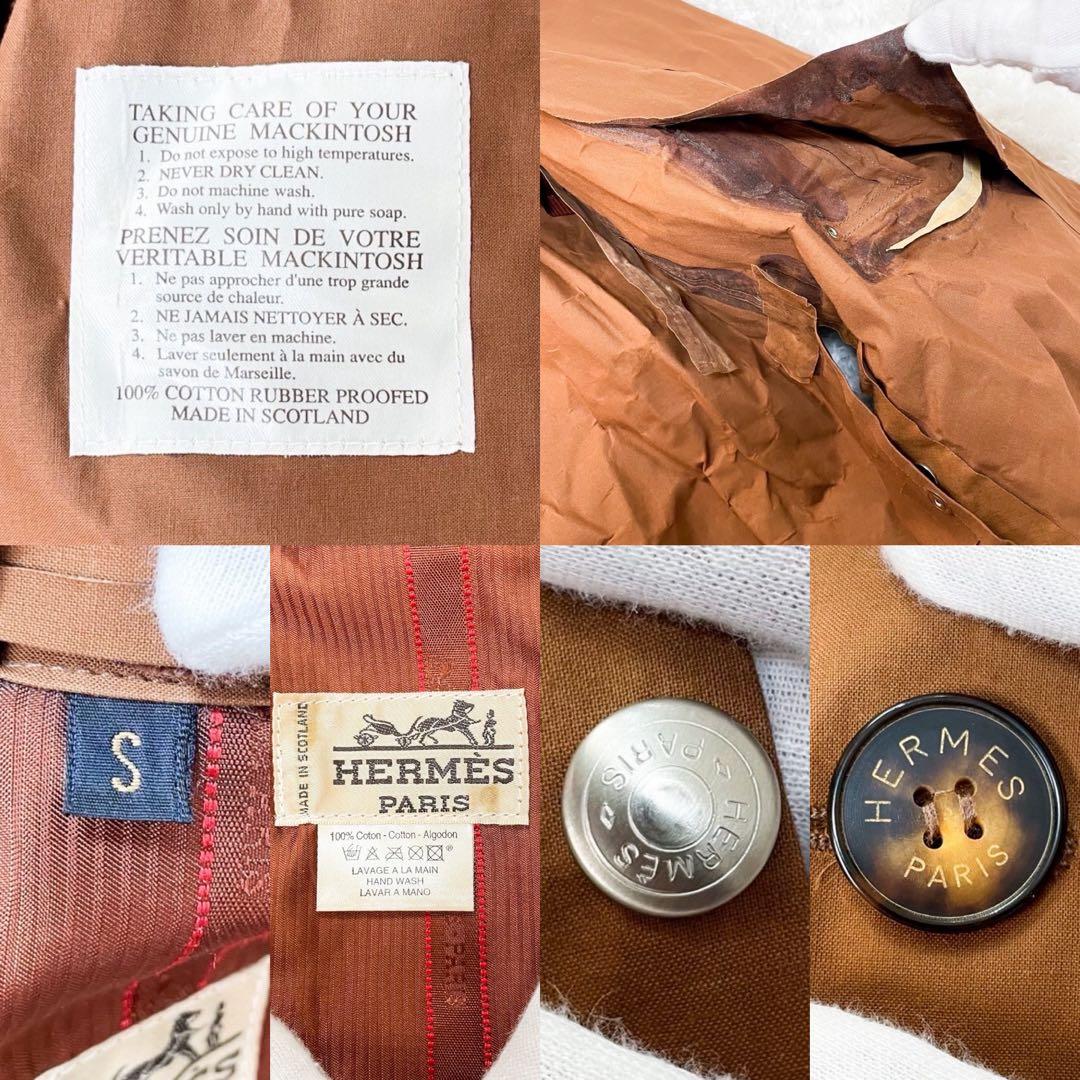 TAKING CARE OF YOUR
GENUINE MACKINTOSH
1. Do not expose to high temperatures.
2. NEVER DRY CLEAN.
3. Do not machine wash.
4. Wash only by hand with pure soap.
PRENEZ SOIN DE VOTRE
VERITABLE MACKINTOSH
1. Ne pas approcher d'une trop grande
source de chaleur.
2. NE JAMAIS NETTOYER À SEC.
3. Ne pas laver en machine.
4. Laver seulement à la main avec du
savon de Marseille.
100% COTTON RUBBER PROOFED
MADE IN SCOTLAND
S
MADE IN SCOTLAND
HERMÈS
PARIS
100% Coton - Cotton - Algodon
LAVAGE A LA MAIN
HAND WASH
LAVAR A MANO
PARIS
HERMÈS
PARIS
HERMES
PARIS